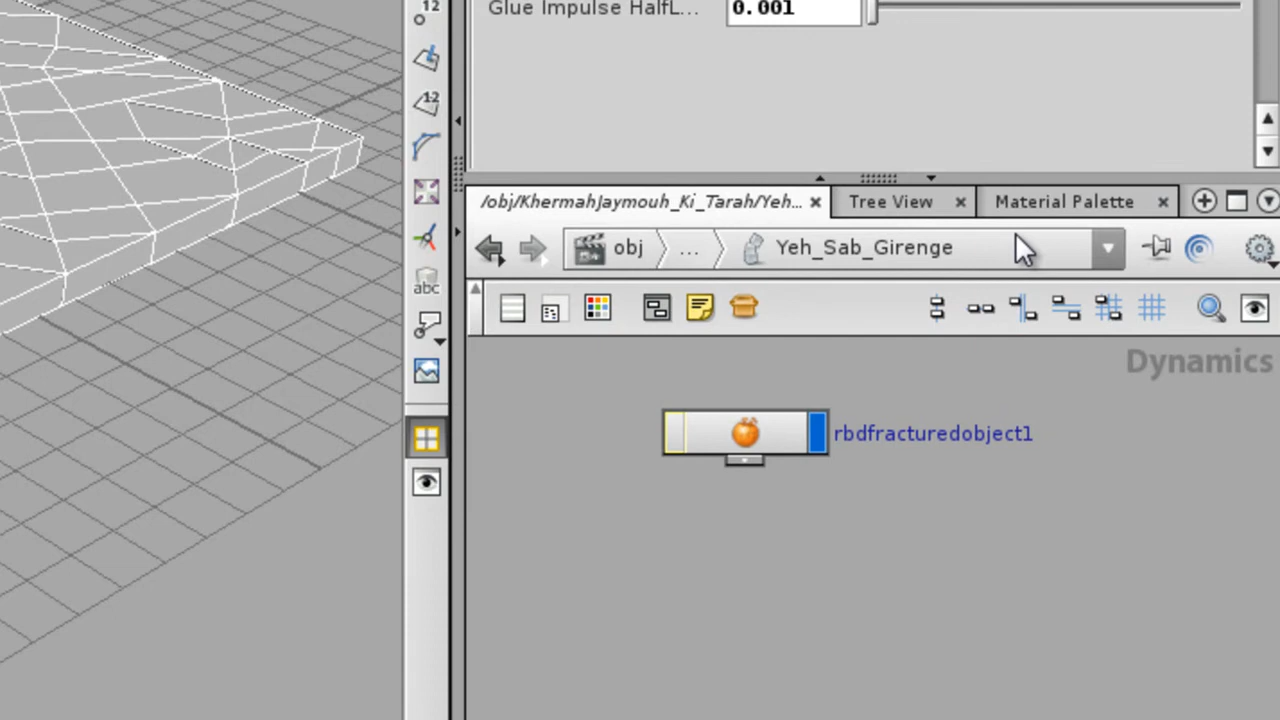 12
Glue Impulse HalfL... 0.001
12
/obj/KhermahJaymouh_Ki_Tarah/Yeh... Tree View Material Palette
obj ... Yeh_Sab_Girenge
abc
Dynamics
rbdfracturedobject1